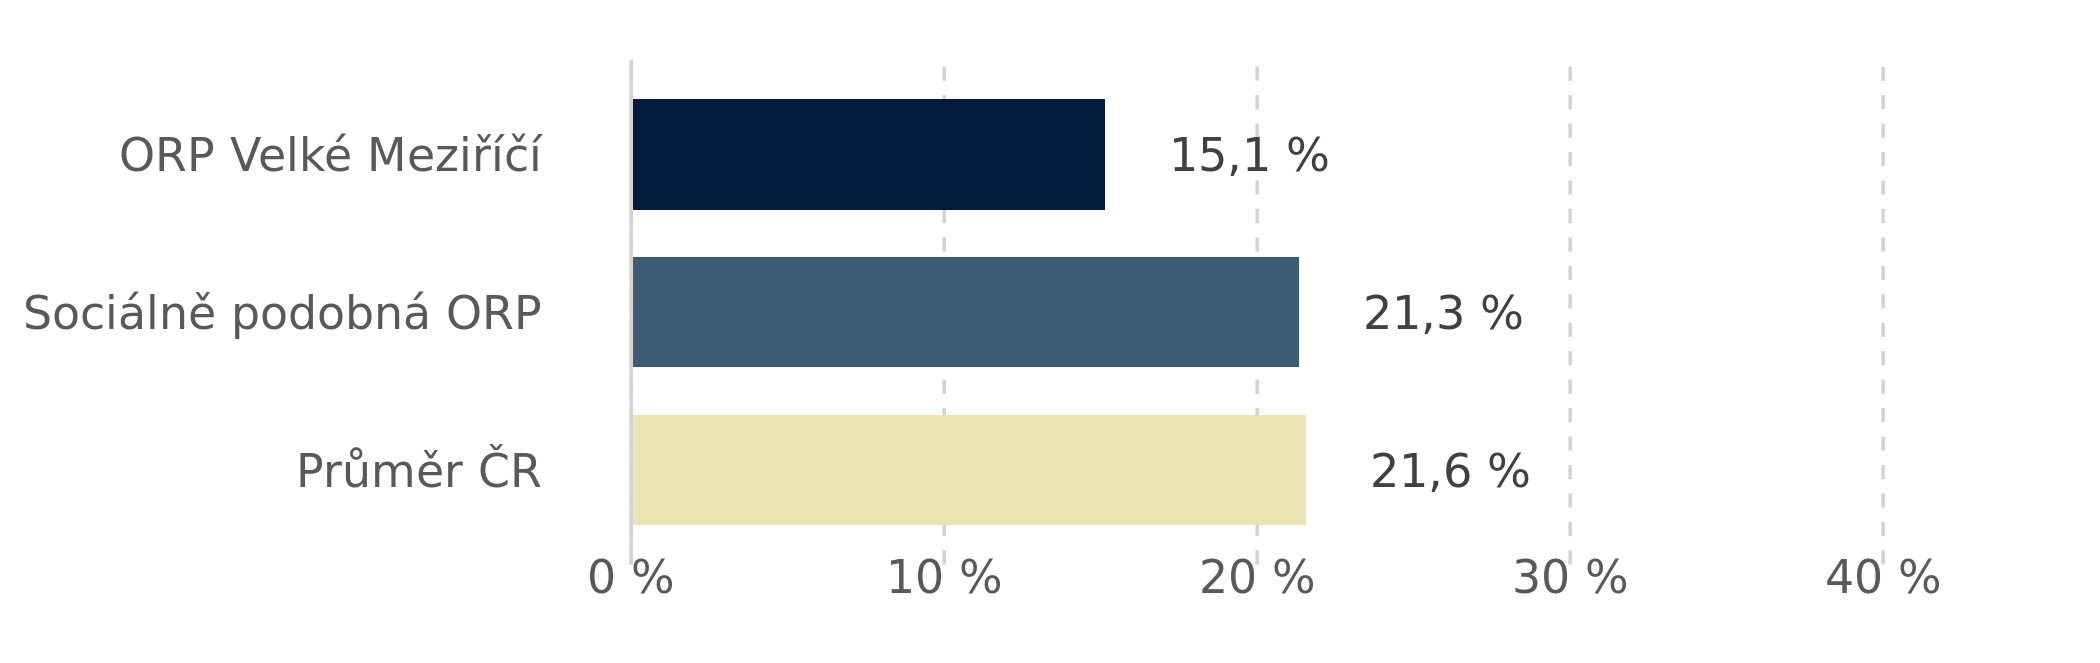 ORP Velké Meziříčí 15,1 %
Sociálně podobná ORP 21,3 %
Průměr ČR 21,6 %
0 % 10 % 20 % 30 % 40 %